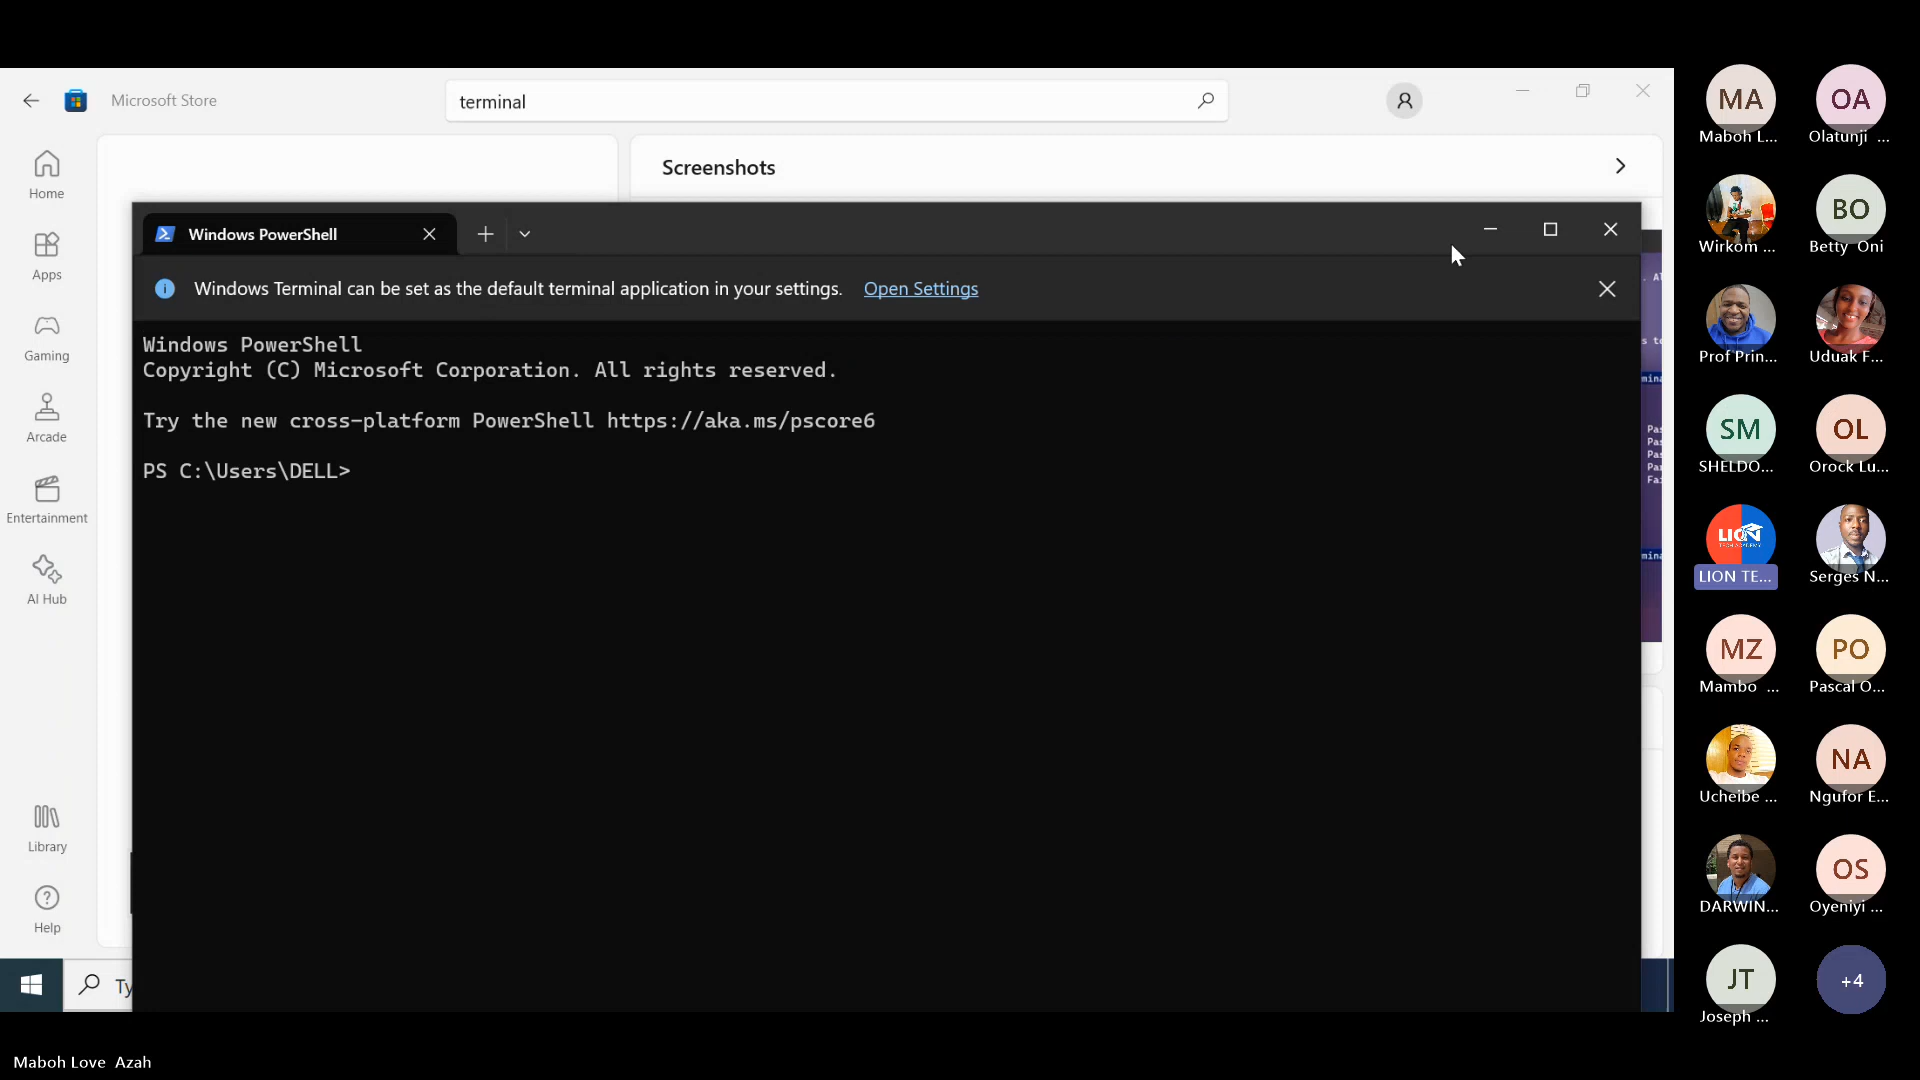 Microsoft Store
terminal
Home
Apps
Gaming
Arcade
Entertainment
AI Hub
Library
Help
Screenshots
Windows PowerShell
Windows Terminal can be set as the default terminal application in your settings. Open Settings
Windows PowerShell
Copyright (C) Microsoft Corporation. All rights reserved.
Try the new cross-platform PowerShell https://aka.ms/pscore6
PS C:\Users\DELL>
Ty
MA
Maboh L...
OA
Olatunji ...
Wirkom ...
BO
Betty Oni
Prof Prin...
Uduak F...
SM
SHELDO...
OL
Orock Lu...
LION
TECH ACADEMY
LION TE...
Serges N...
MZ
Mambo ...
PO
Pascal O...
Ucheibe ...
NA
Ngufor E...
DARWIN...
OS
Oyeniyi ...
JT
Joseph ...
+4
Maboh Love Azah